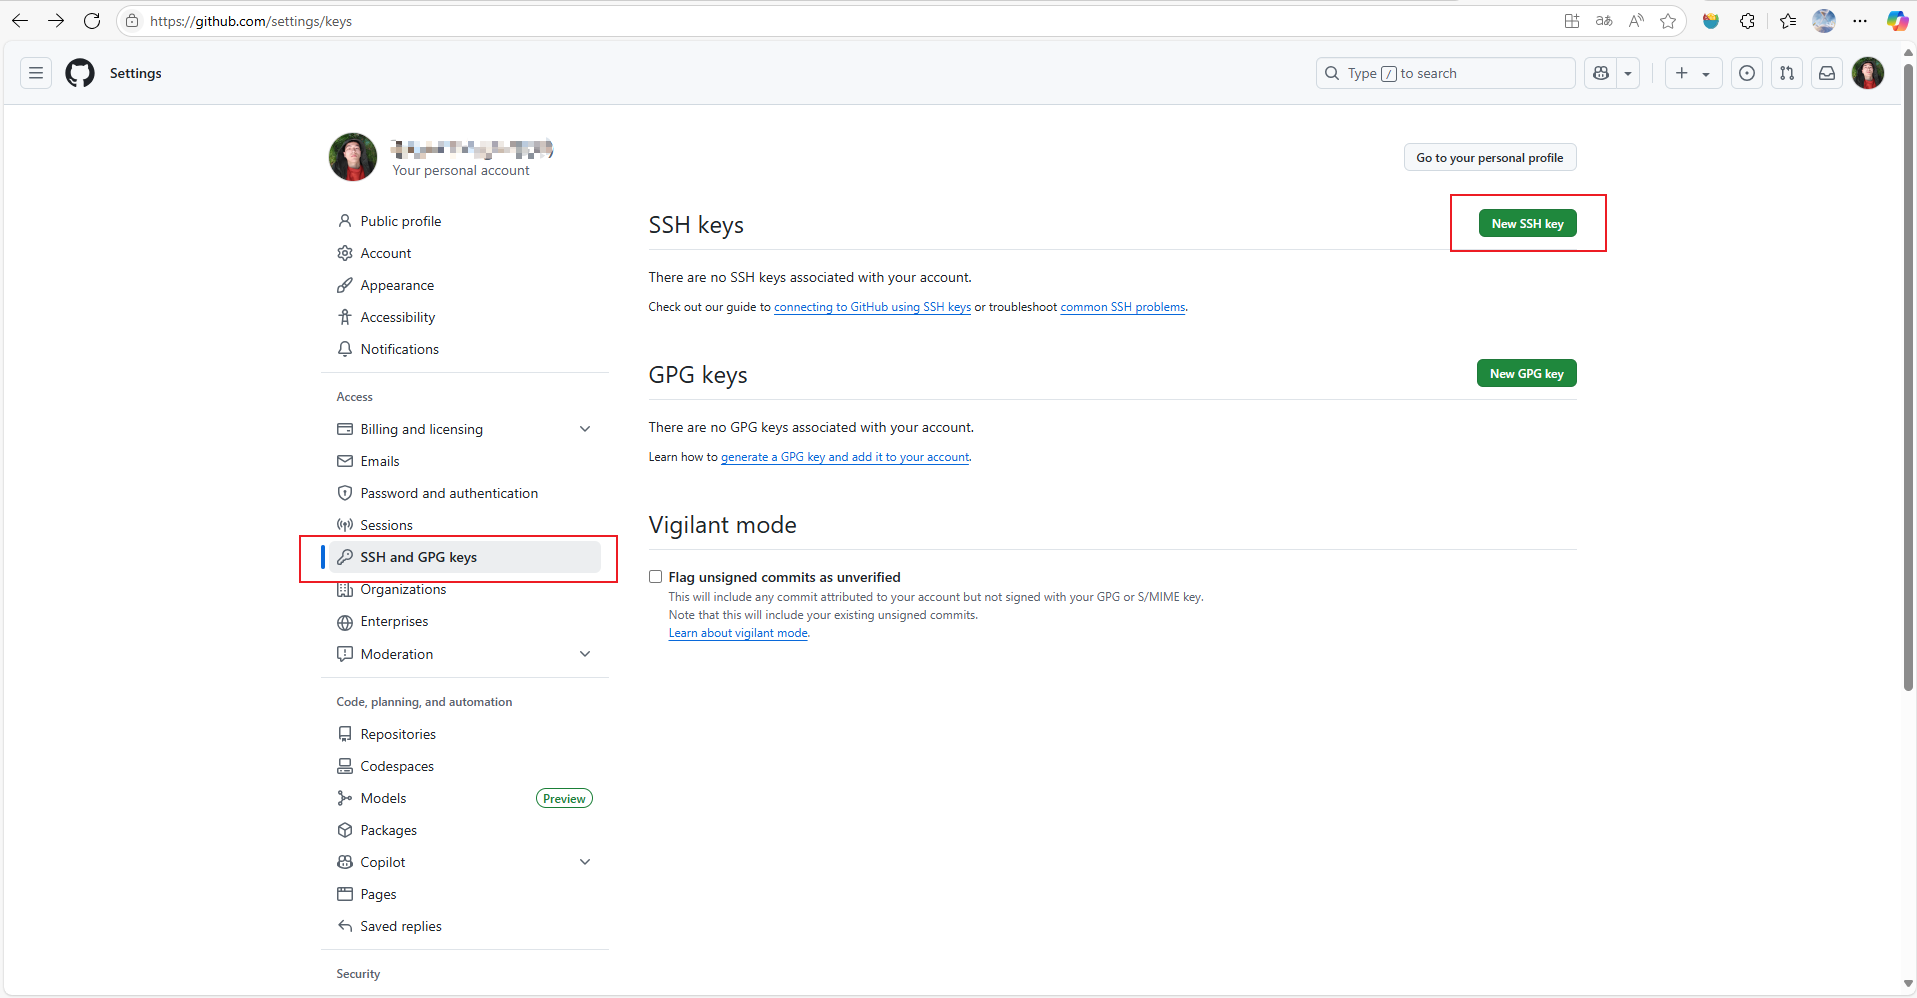 https://github.com/settings/keys
Settings
Type / to search
Your personal account
Go to your personal profile
Public profile
Account
Appearance
Accessibility
Notifications
Access
Billing and licensing
Emails
Password and authentication
Sessions
SSH and GPG keys
Organizations
Enterprises
Moderation
Code, planning, and automation
Repositories
Codespaces
Models Preview
Packages
Copilot
Pages
Saved replies
Security
SSH keys
New SSH key
There are no SSH keys associated with your account.
Check out our guide to connecting to GitHub using SSH keys or troubleshoot common SSH problems.
GPG keys
New GPG key
There are no GPG keys associated with your account.
Learn how to generate a GPG key and add it to your account.
Vigilant mode
Flag unsigned commits as unverified
This will include any commit attributed to your account but not signed with your GPG or S/MIME key.
Note that this will include your existing unsigned commits.
Learn about vigilant mode.